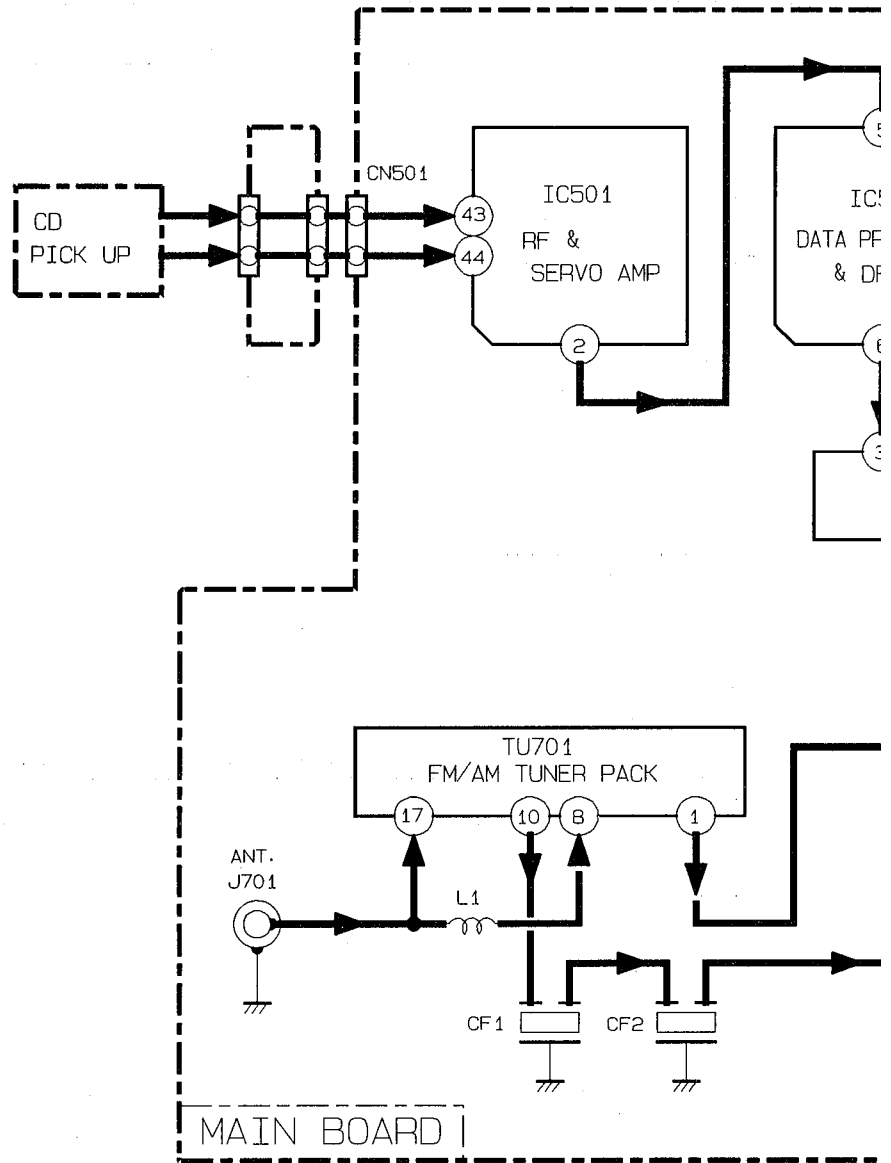 CN501
CD
PICK UP
43
44
IC501
RF &
SERVO AMP
2
DATA
&
TU701
FM/AM TUNER PACK
17
10
8
1
ANT.
J701
L1
CF1
CF2
MAIN BOARD